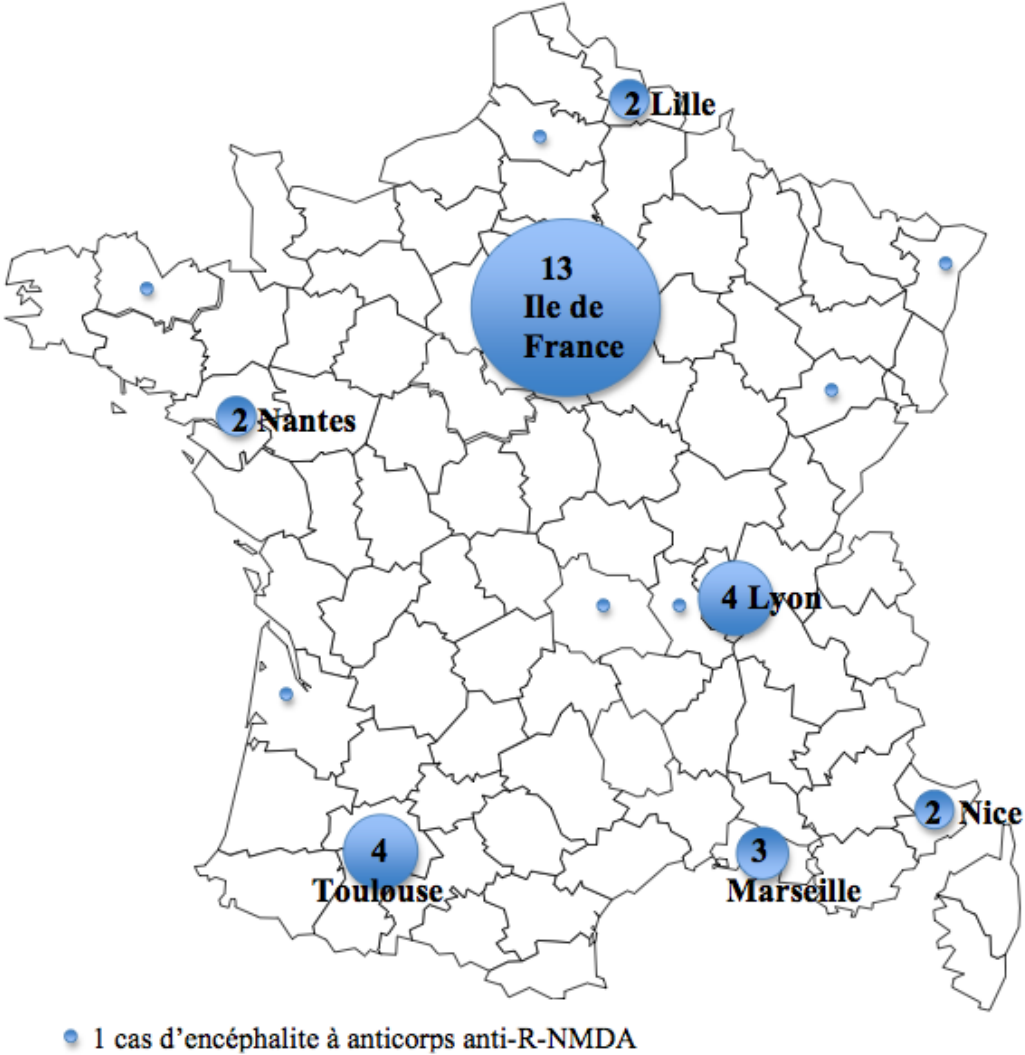 2 Lille
13
Ile de
France
2 Nantes
4 Lyon
2 Nice
4
Toulouse
3
Marseille
1 cas d'encéphalite à anticorps anti-R-NMDA